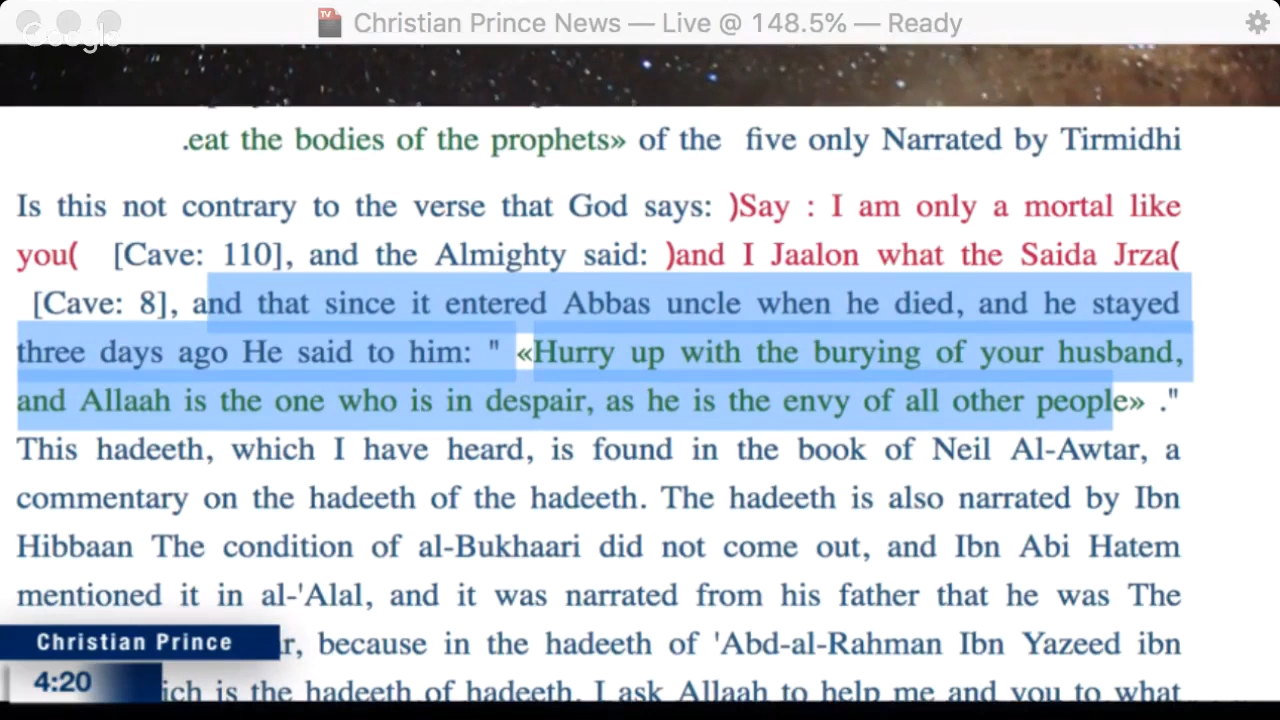 Christian Prince News — Live @ 148.5% — Ready
Google
TV
.eat the bodies of the prophets» of the five only Narrated by Tirmidhi
Is this not contrary to the verse that God says: )Say : I am only a mortal like
you( [Cave: 110], and the Almighty said: )and I Jaalon what the Saida Jrza(
[Cave: 8], and that since it entered Abbas uncle when he died, and he stayed
three days ago He said to him: " «Hurry up with the burying of your husband,
and Allaah is the one who is in despair, as he is the envy of all other people» ."
This hadeeth, which I have heard, is found in the book of Neil Al-Awtar, a
commentary on the hadeeth of the hadeeth. The hadeeth is also narrated by Ibn
Hibbaan The condition of al-Bukhaari did not come out, and Ibn Abi Hatem
mentioned it in al-'Alal, and it was narrated from his father that he was The
r, because in the hadeeth of 'Abd-al-Rahman Ibn Yazeed ibn
ich is the hadeeth of hadeeth. I ask Allaah to help me and you to what
Christian Prince
4:20